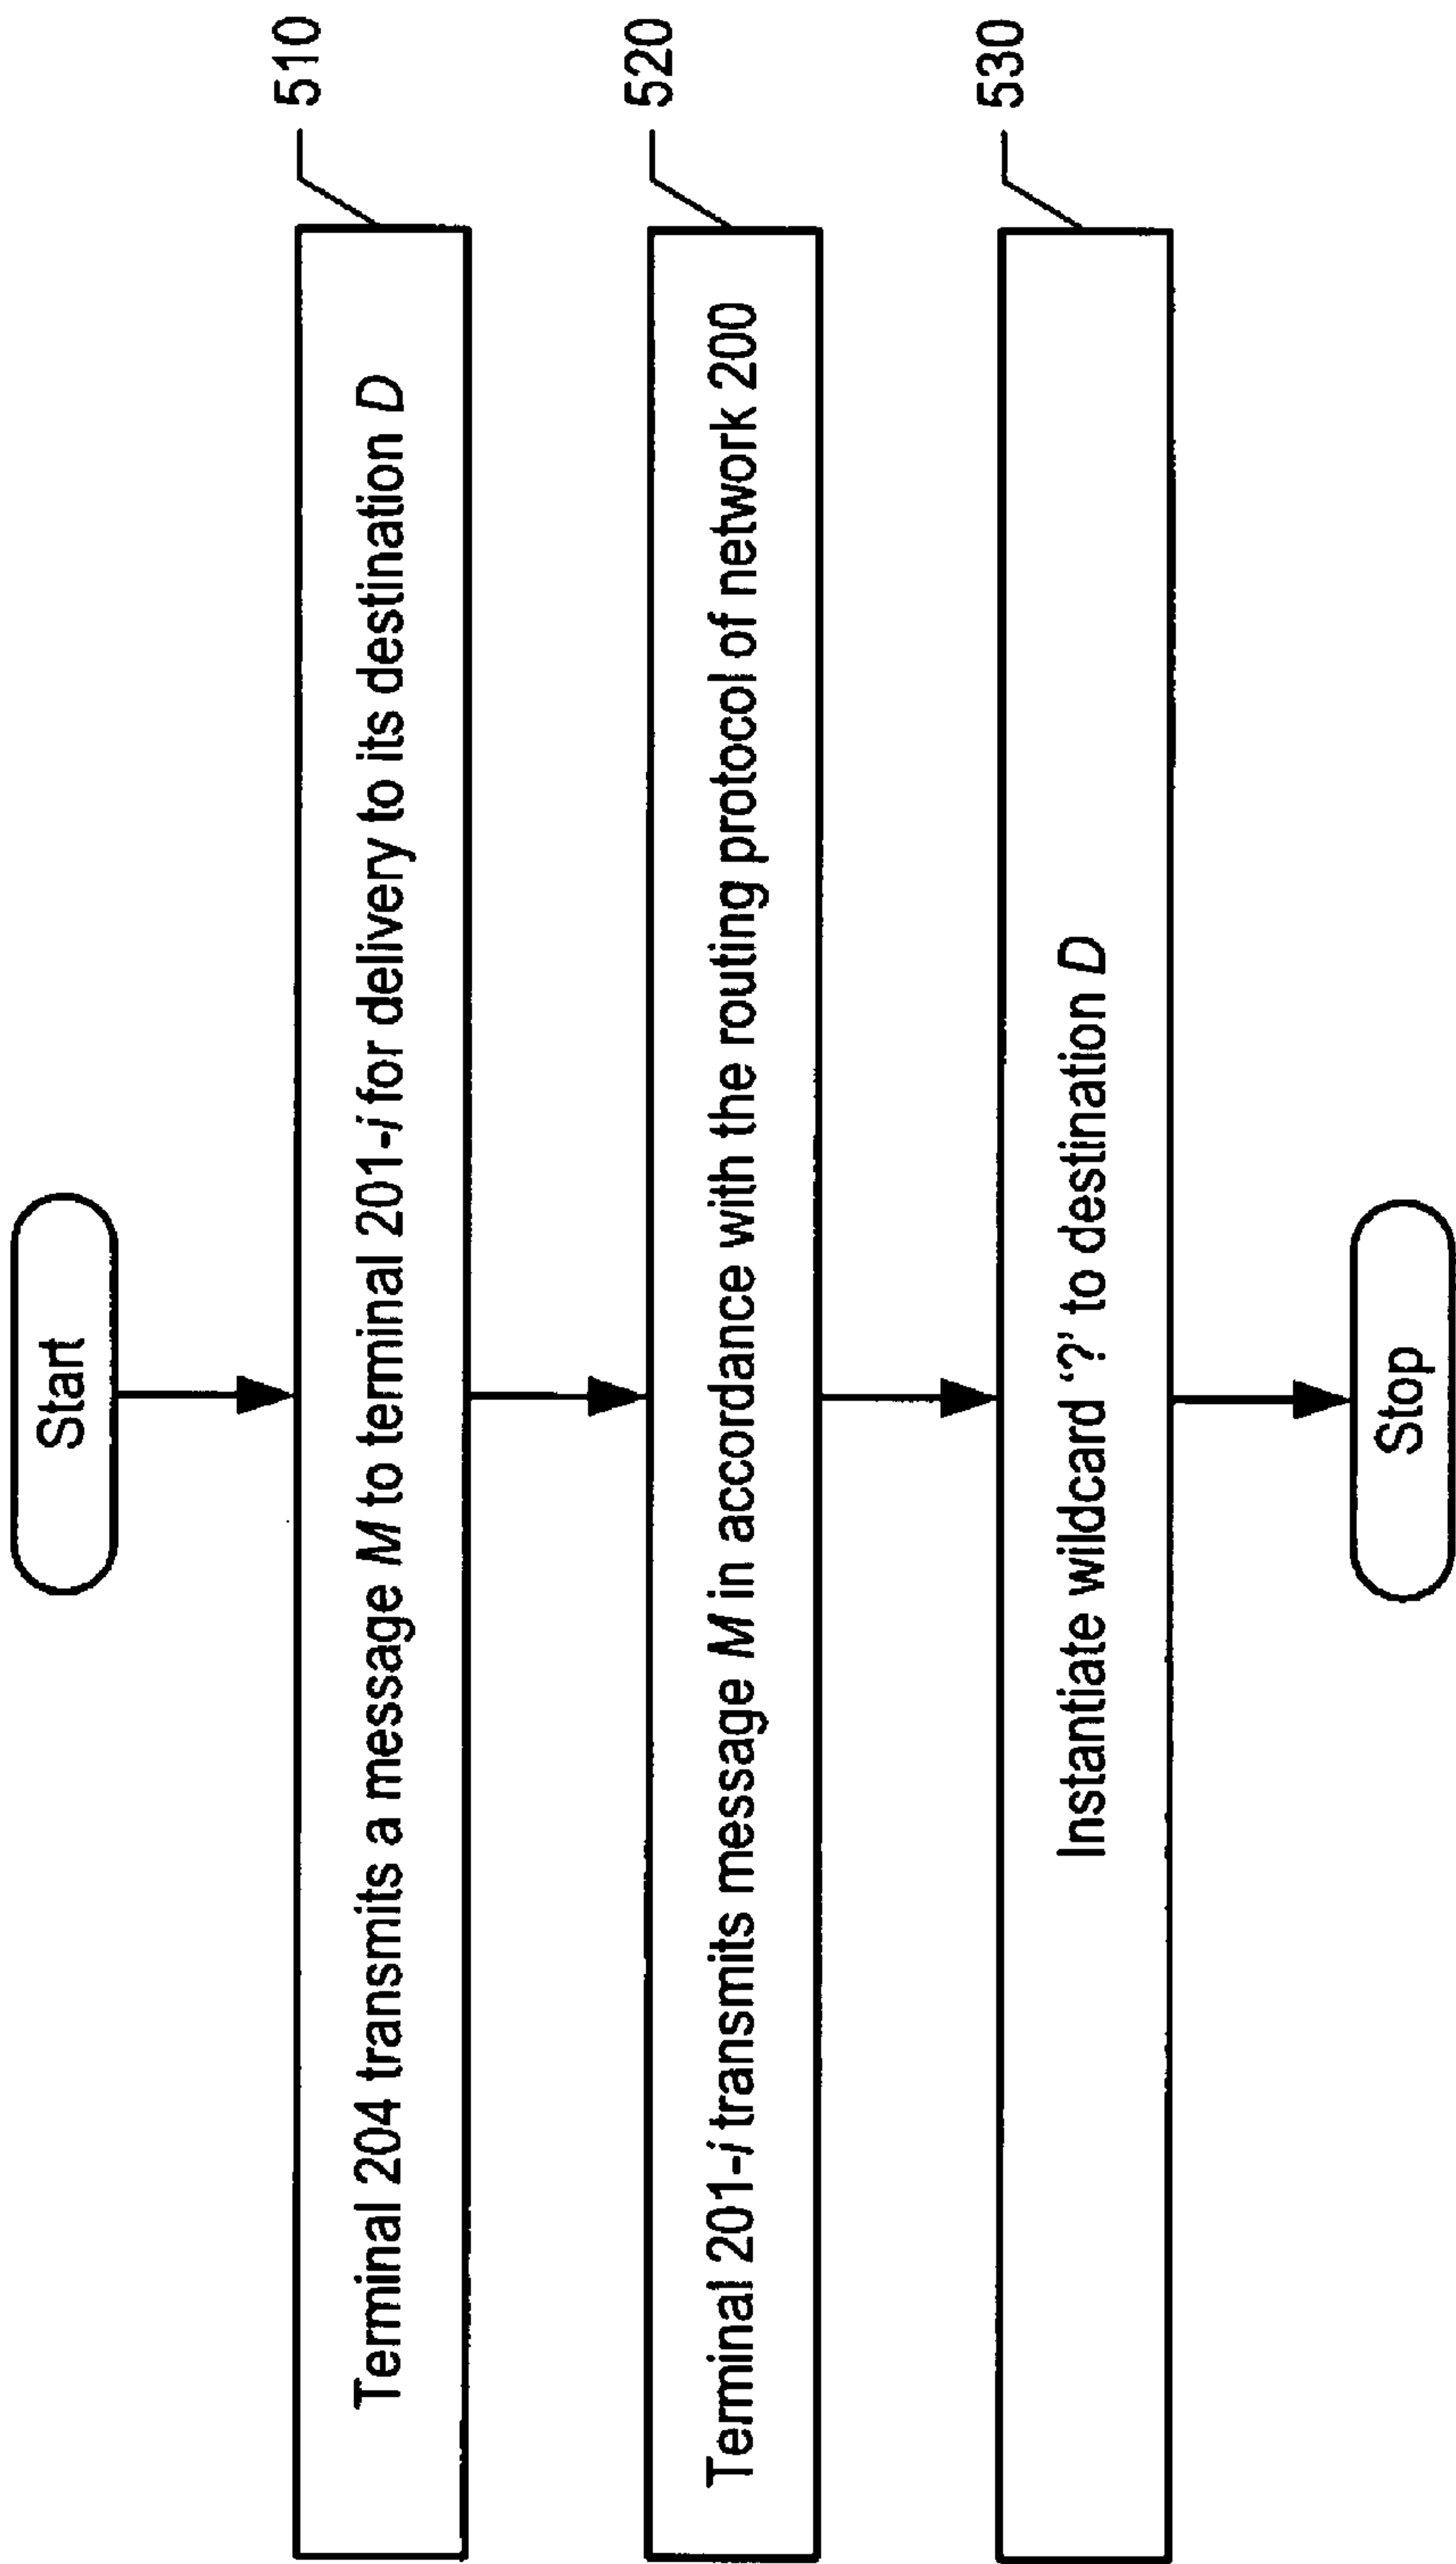 Start
Terminal 204 transmits a message M to terminal 201-i for delivery to its destination D
510
Terminal 201-i transmits message M in accordance with the routing protocol of network 200
520
Instantiate wildcard ‘?’ to destination D
530
Stop